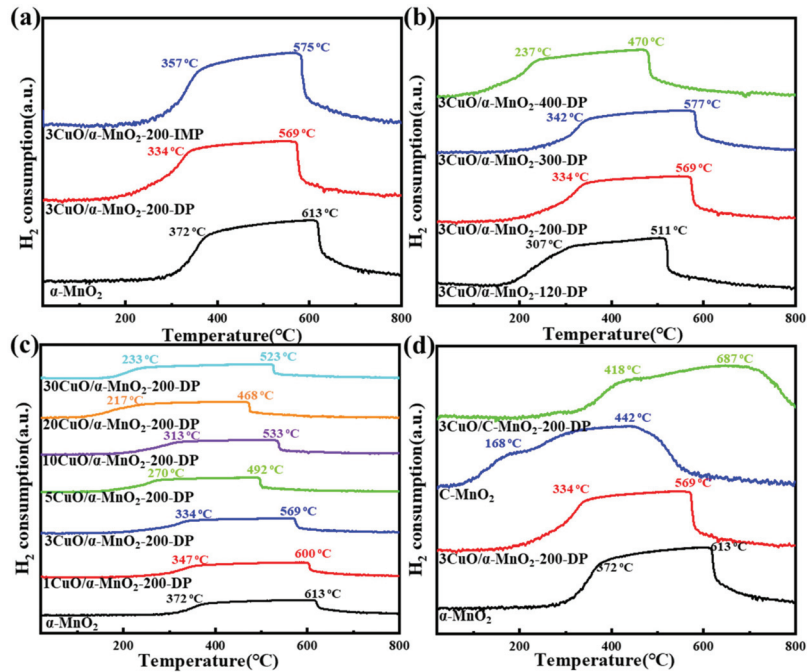 (a)
H₂ consumption(a.u.)
357 °C
575 °C
3CuO/α-MnO₂-200-IMP
334 °C
569 °C
3CuO/α-MnO₂-200-DP
372 °C
613 °C
α-MnO₂
200 400 600 800
Temperature(°C)
(b)
H₂ consumption(a.u.)
237 °C
470 °C
3CuO/α-MnO₂-400-DP
342 °C
577 °C
3CuO/α-MnO₂-300-DP
334 °C
569 °C
3CuO/α-MnO₂-200-DP
307 °C
511 °C
3CuO/α-MnO₂-120-DP
200 400 600 800
Temperature(°C)
(c)
H₂ consumption(a.u.)
233 °C
523 °C
30CuO/α-MnO₂-200-DP
217 °C
468 °C
20CuO/α-MnO₂-200-DP
313 °C
533 °C
10CuO/α-MnO₂-200-DP
270 °C
492 °C
5CuO/α-MnO₂-200-DP
334 °C
569 °C
3CuO/α-MnO₂-200-DP
347 °C
600 °C
1CuO/α-MnO₂-200-DP
372 °C
613 °C
α-MnO₂
0 200 400 600 800
Temperature(°C)
(d)
H₂ consumption(a.u.)
418 °C
687 °C
3CuO/C-MnO₂-200-DP
168 °C
442 °C
C-MnO₂
334 °C
569 °C
3CuO/α-MnO₂-200-DP
372 °C
613 °C
α-MnO₂
200 400 600 800
Temperature(°C)